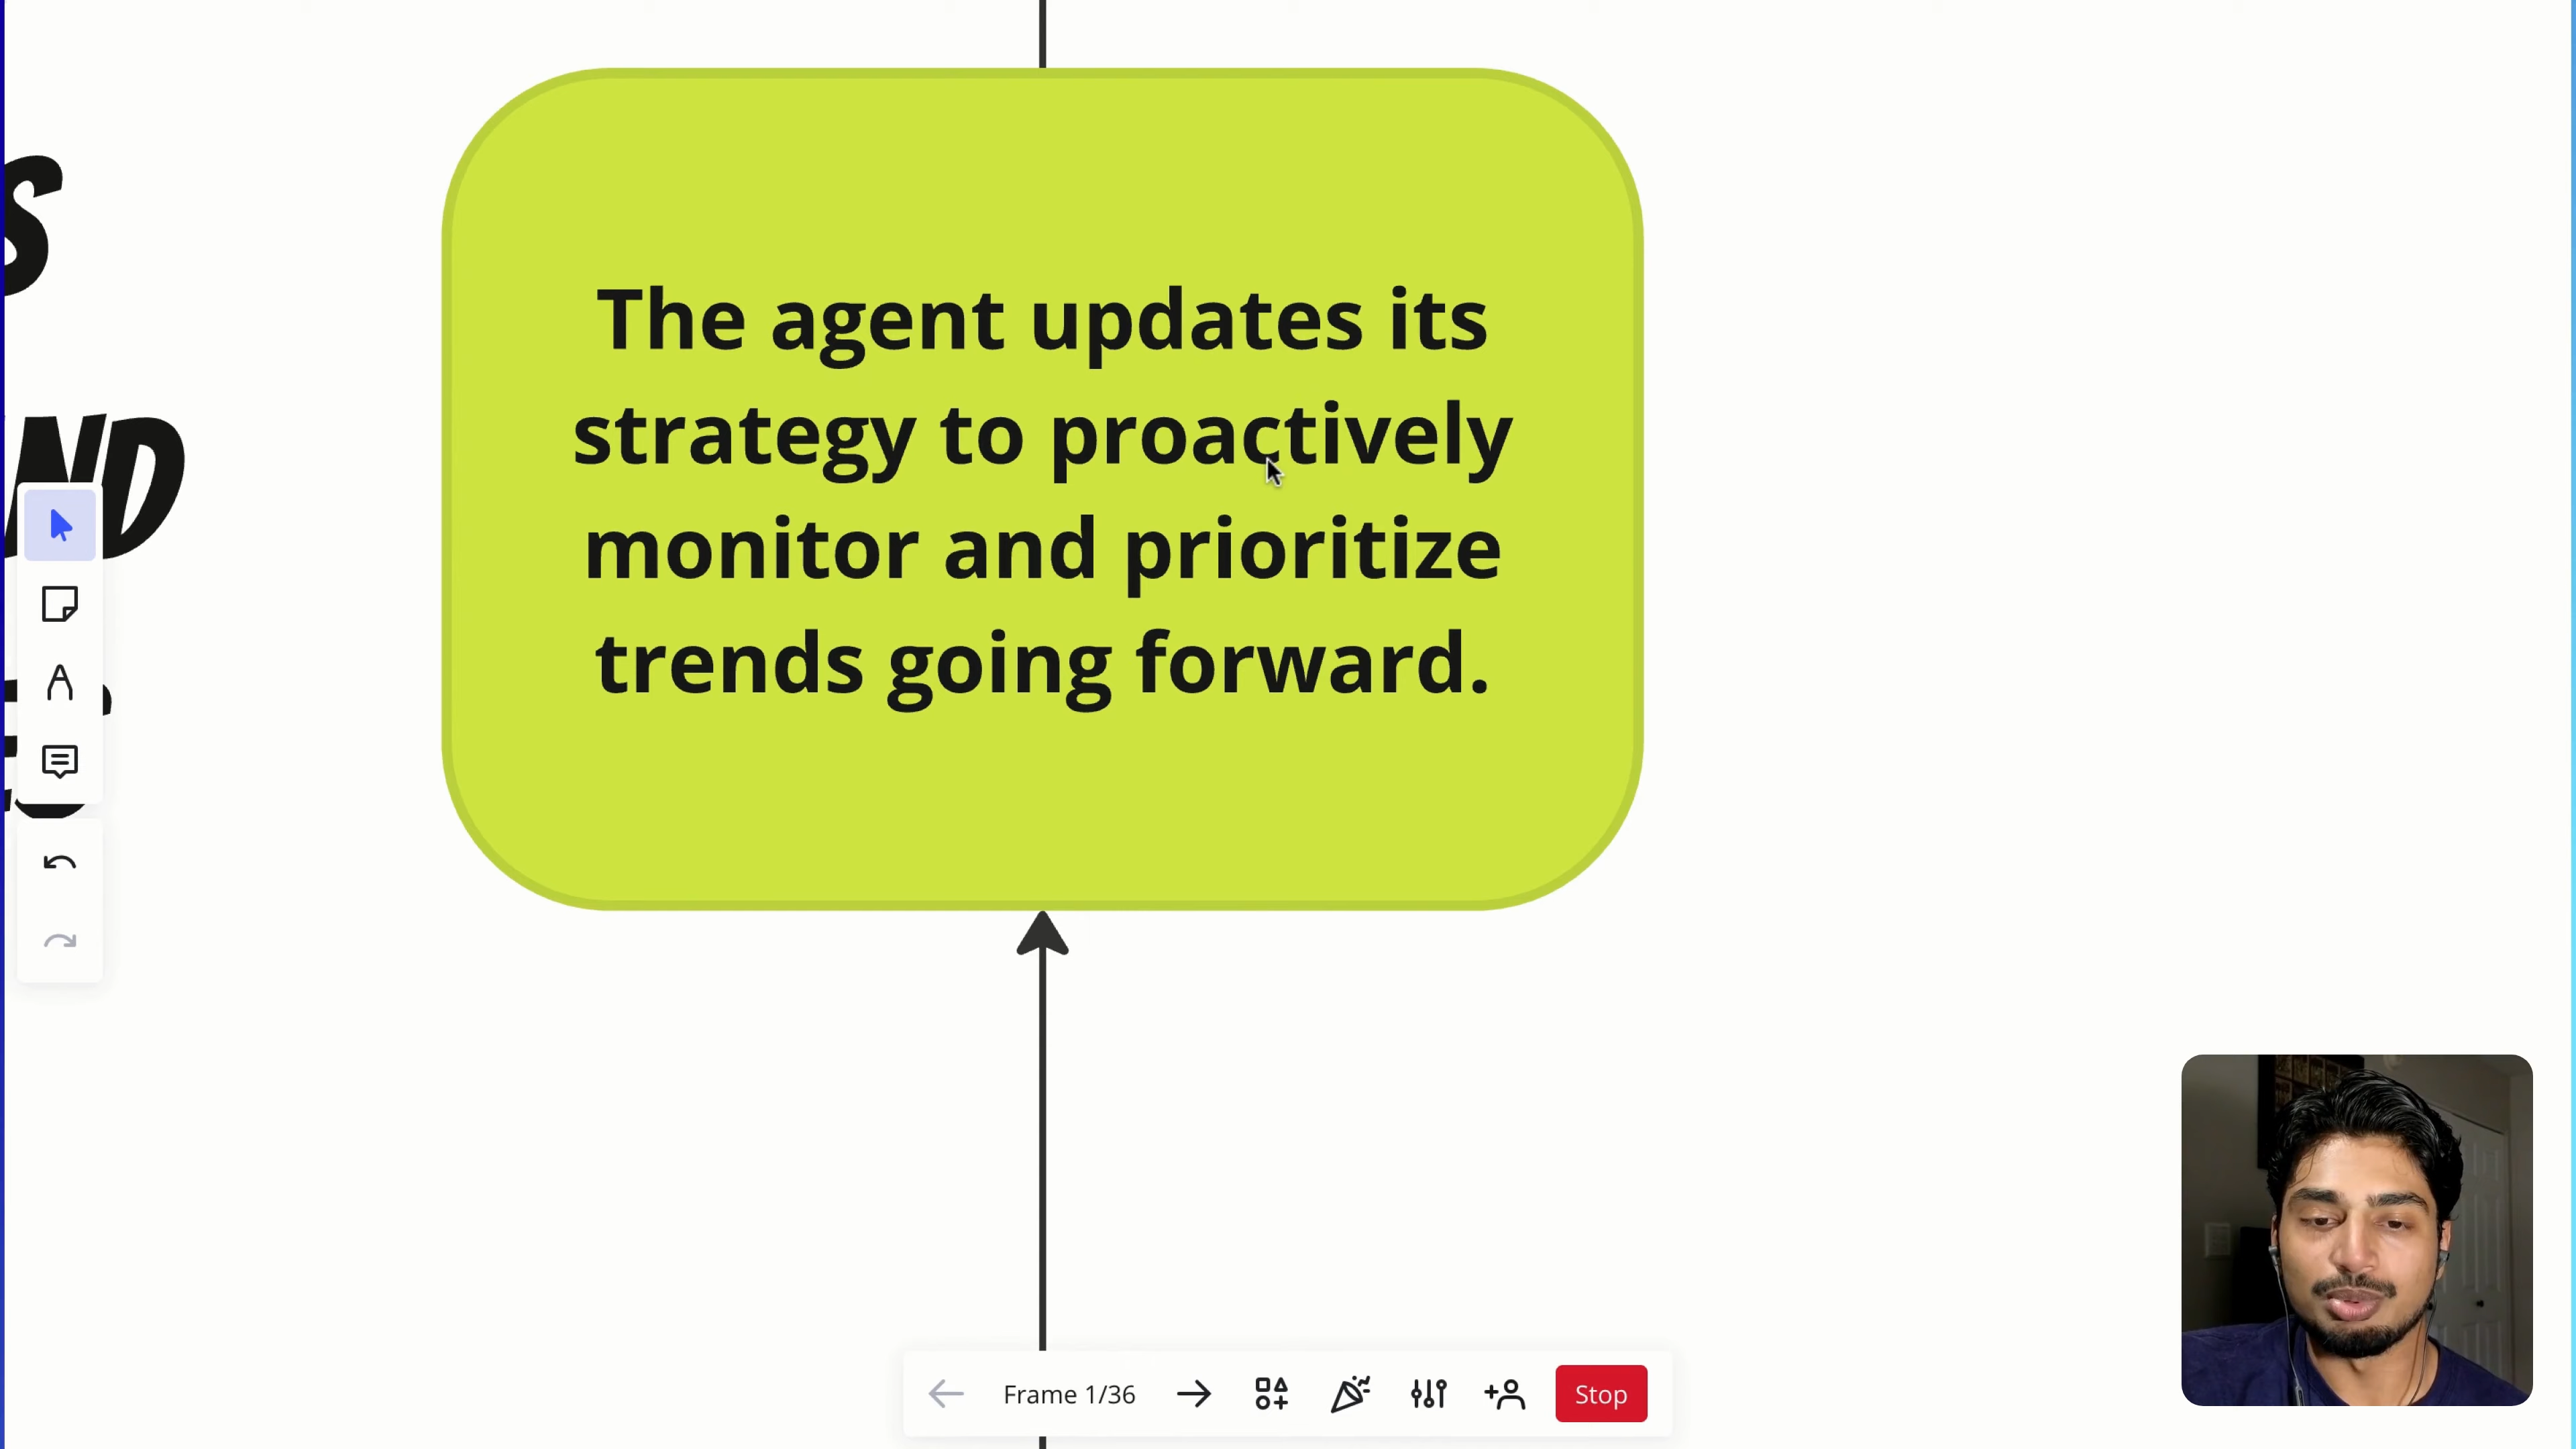 The agent updates its
strategy to proactively
monitor and prioritize
trends going forward.
Frame 1/36
Stop